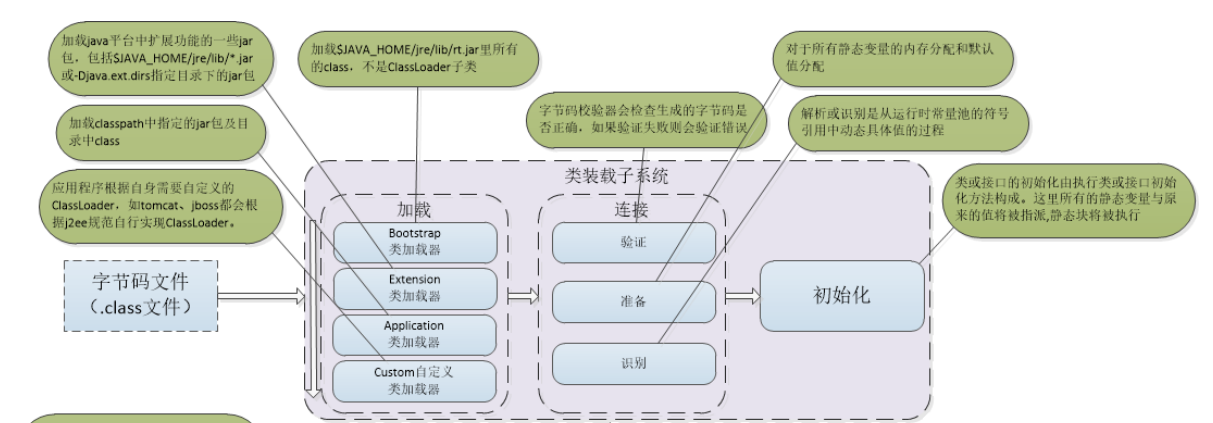 加载java平台中扩展功能的一些jar
包，包括$JAVA_HOME/jre/lib/*.jar
或-Djava.ext.dirs指定目录下的jar包
加载$JAVA_HOME/jre/lib/rt.jar里所有
的class，不是ClassLoader子类
对于所有静态变量的内存分配和默认
值分配
加载classpath中指定的jar包及目
录中class
字节码校验器会检查生成的字节码是
否正确，如果验证失败则会验证错误
解析或识别是从运行时常量池的符号
引用中动态具体值的过程
应用程序根据自身需要自定义的
ClassLoader，如tomcat、jboss都会根
据j2ee规范自行实现ClassLoader。
类或接口的初始化由执行类或接口初始
化方法构成。这里所有的静态变量与原
来的值将被指派,静态块将被执行
类装载子系统
字节码文件
（.class文件）
加载
Bootstrap
类加载器
Extension
类加载器
Application
类加载器
Custom自定义
类加载器
连接
验证
准备
识别
初始化